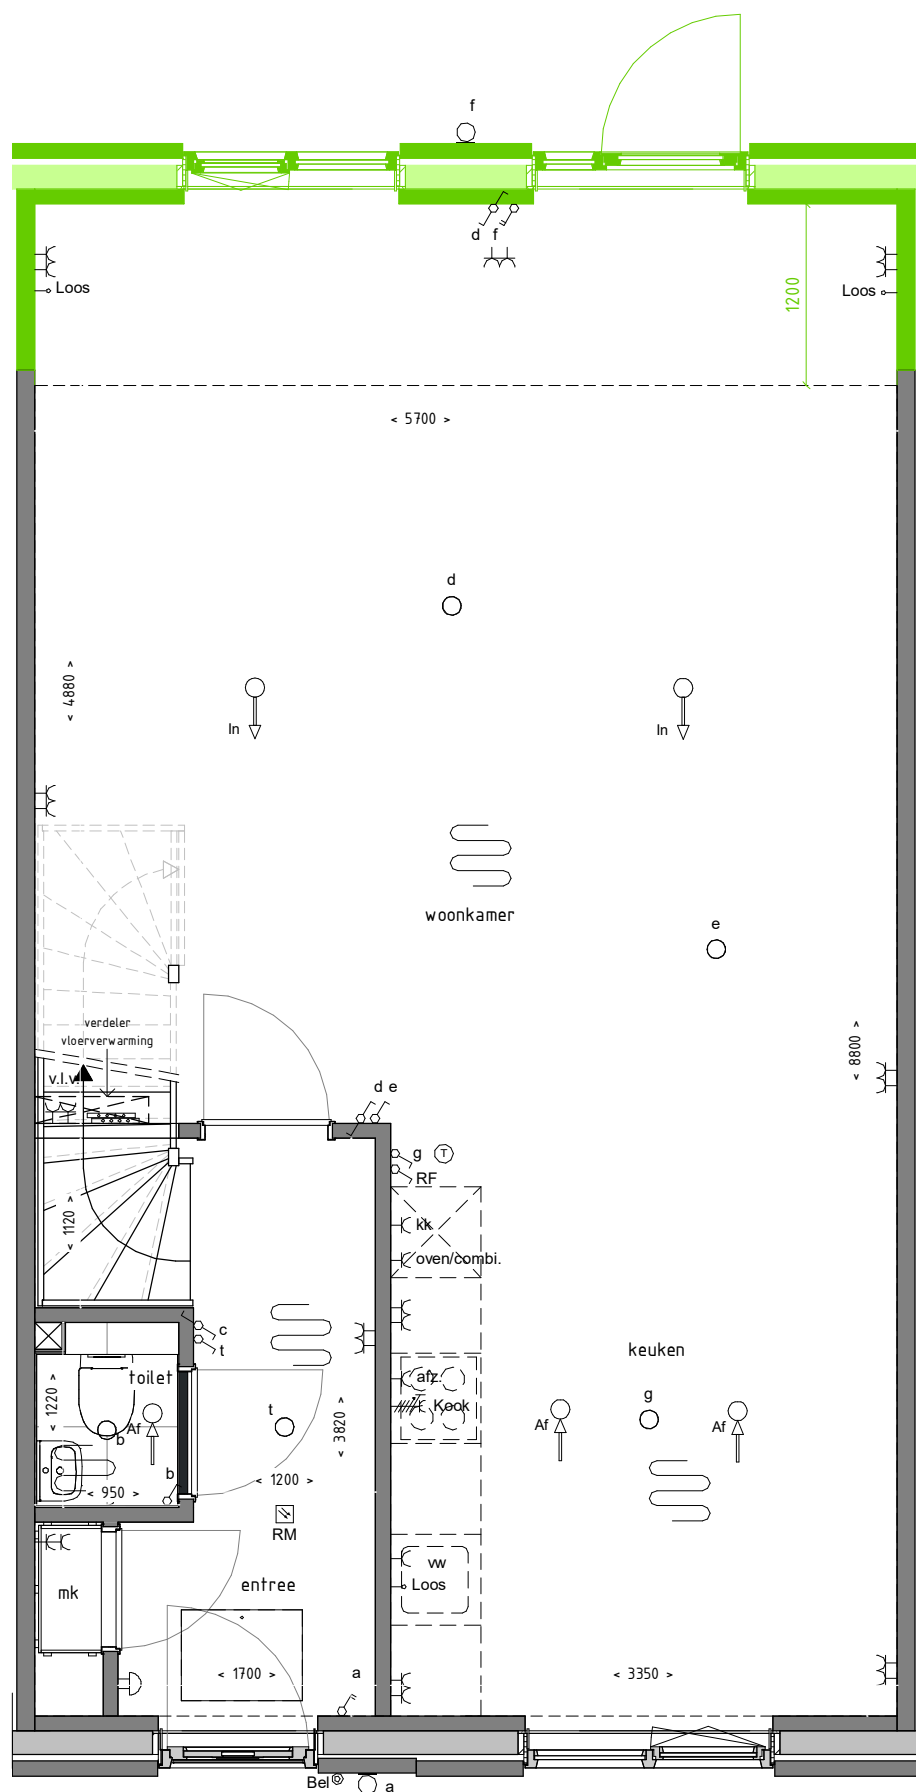 f
d f
Loos
Loos
1200
< 5700 >
d
< 4880 >
In
In
woonkamer
e
verdeler
vloerverwarming
< 8800 >
v.l.v.
d e
g T
RF
kk
< 1120 >
oven/combi.
c
t
keuken
toilet
afz.
< 1220 >
Kook
t
g
Af
Af
Af
b
< 3820 >
b
< 1200 >
< 950 >
RM
vw
entree
Loos
mk
< 1700 >
a
< 3350 >
Bel
a